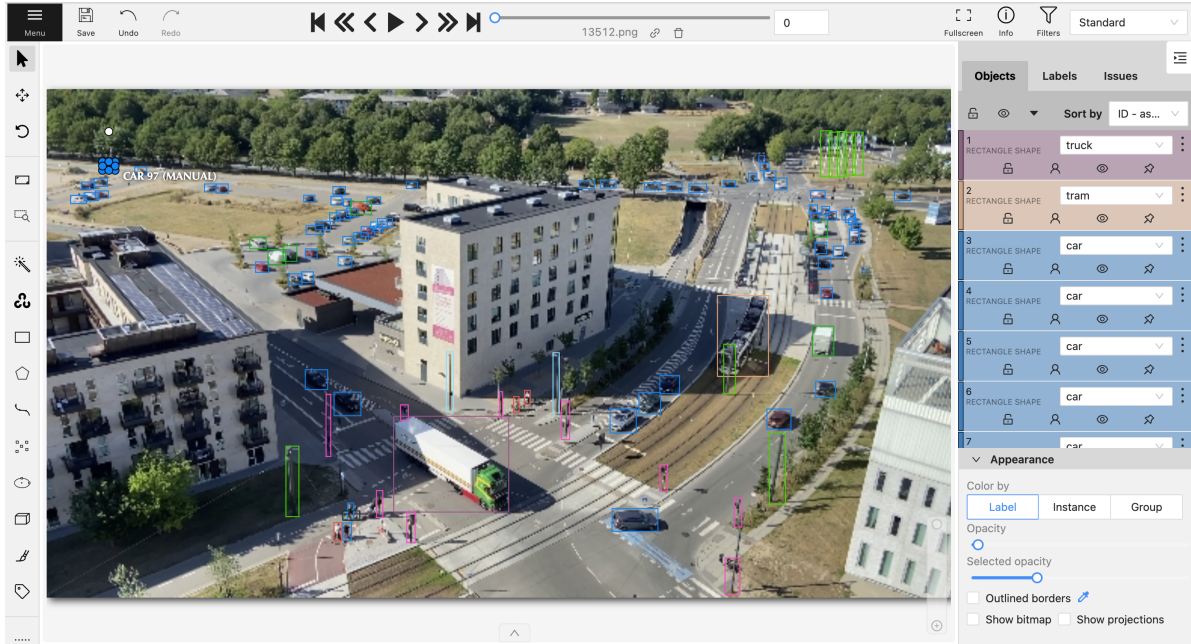 Menu
Save
Undo
Redo
13512.png
0
Fullscreen
Info
Filters
Standard
Objects
Labels
Issues
Sort by
ID - as...
CAR 97 (MANUAL)
1
RECTANGLE SHAPE
truck
2
RECTANGLE SHAPE
tram
3
RECTANGLE SHAPE
car
4
RECTANGLE SHAPE
car
5
RECTANGLE SHAPE
car
6
RECTANGLE SHAPE
car
7
car
Appearance
Color by
Label
Instance
Group
Opacity
Selected opacity
Outlined borders
Show bitmap
Show projections